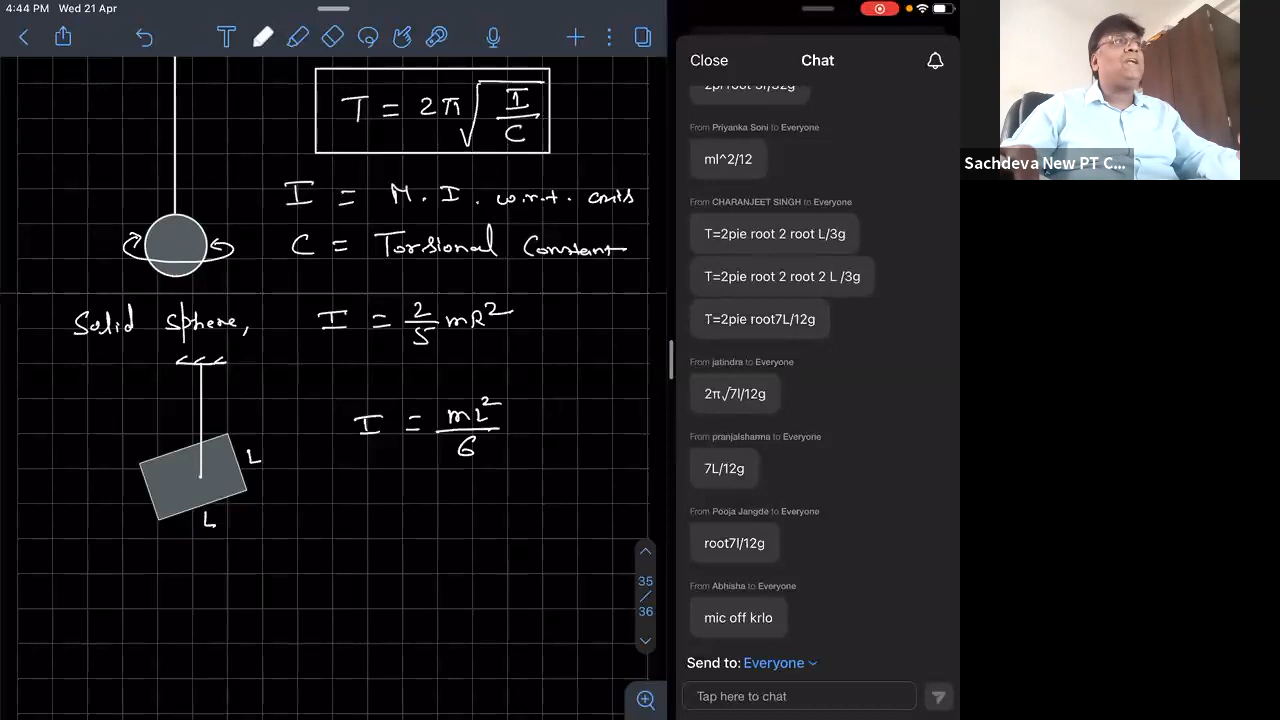 4:44 PM Wed 21 Apr
T = 2π√(I/C)
I = M.I. w.r.t. axis
C = Torsional Constant
Solid sphere, I = 2/5 mR²
I = mL²/6
L
L
35
/
36
Close
Chat
From Priyanka Soni to Everyone
ml^2/12
From CHARANJEET SINGH to Everyone
T=2pie root 2 root L/3g
T=2pie root 2 root 2 L /3g
T=2pie root7L/12g
From jatindra to Everyone
2π√7l/12g
From pranjalsharma to Everyone
7L/12g
From Pooja Jangde to Everyone
root7l/12g
From Abhisha to Everyone
mic off krlo
Send to: Everyone
Tap here to chat
Sachdeva New PT C...